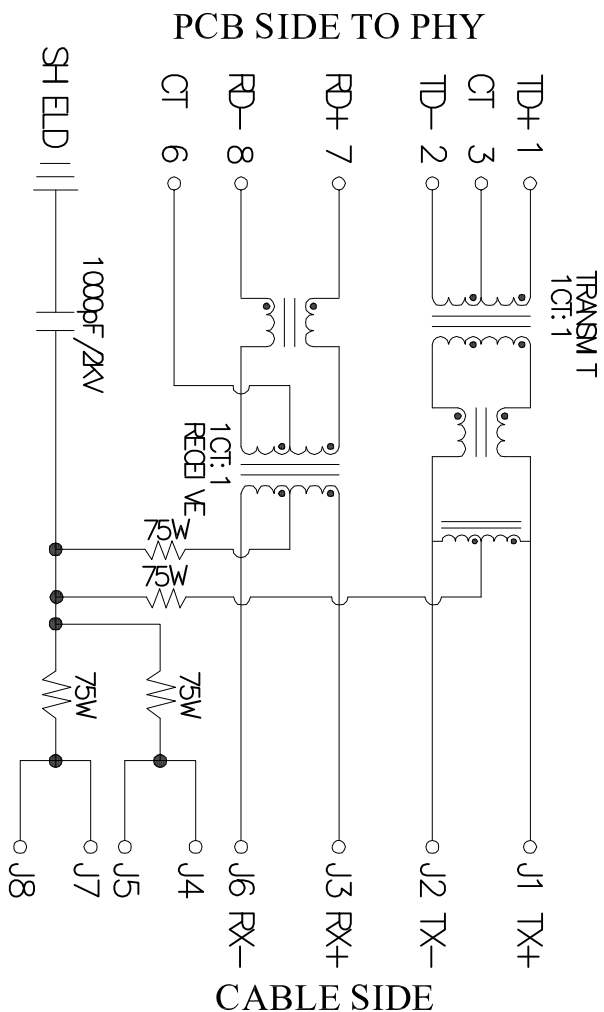 PCB SIDE TO PHY
SHIELD
CT 6
RD- 8
RD+ 7
TD- 2
CT 3
TD+ 1
TRANSMIT
1CT:1
1000pF/2KV
1CT:1
RECEIVE
75W
75W
75W
75W
J8
J7
J5
J4
J6 RX-
J3 RX+
J2 TX-
J1 TX+
CABLE SIDE